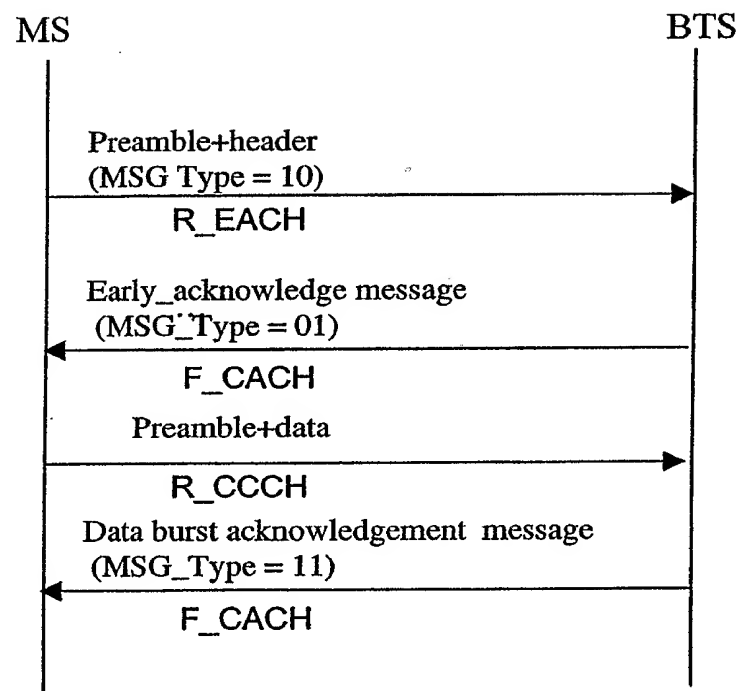 MS
BTS
Preamble+header
(MSG Type = 10)
R_EACH
Early_acknowledge message
(MSG_Type = 01)
F_CACH
Preamble+data
R_CCCH
Data burst acknowledgement message
(MSG_Type = 11)
F_CACH